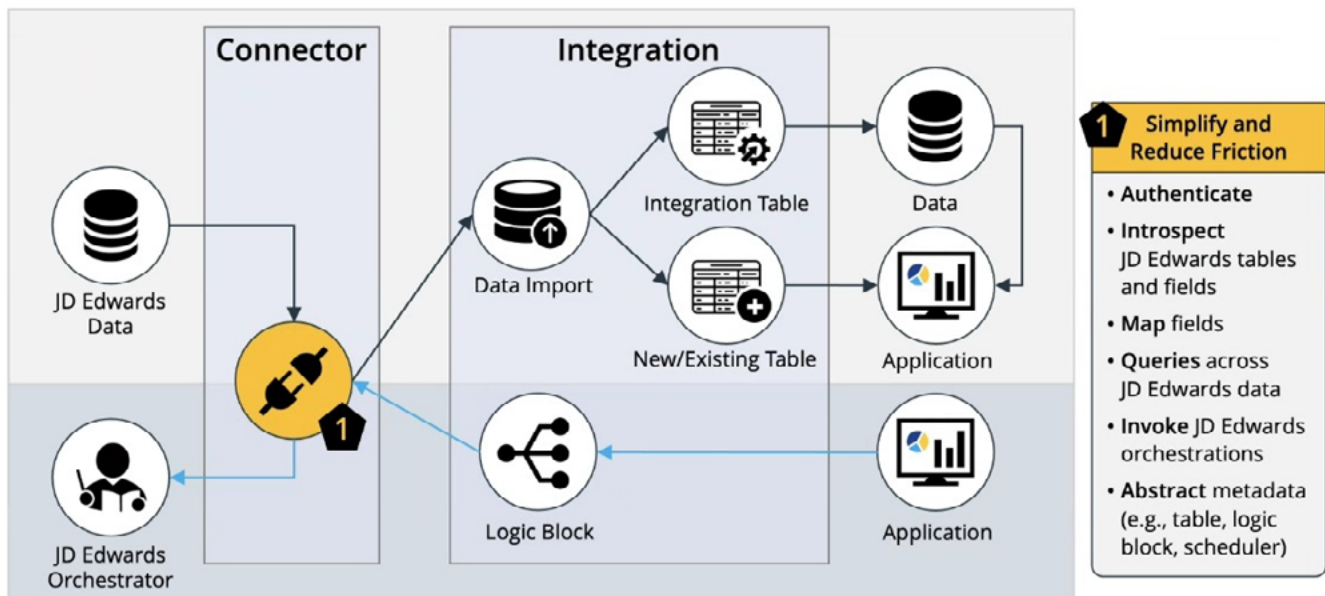 Connector
Integration
JD Edwards
Data
1
Data Import
Integration Table
New/Existing Table
Data
Application
JD Edwards
Orchestrator
Logic Block
Application
1
Simplify and
Reduce Friction
• Authenticate
• Introspect
JD Edwards tables
and fields
• Map fields
• Queries across
JD Edwards data
• Invoke JD Edwards
orchestrations
• Abstract metadata
(e.g., table, logic
block, scheduler)